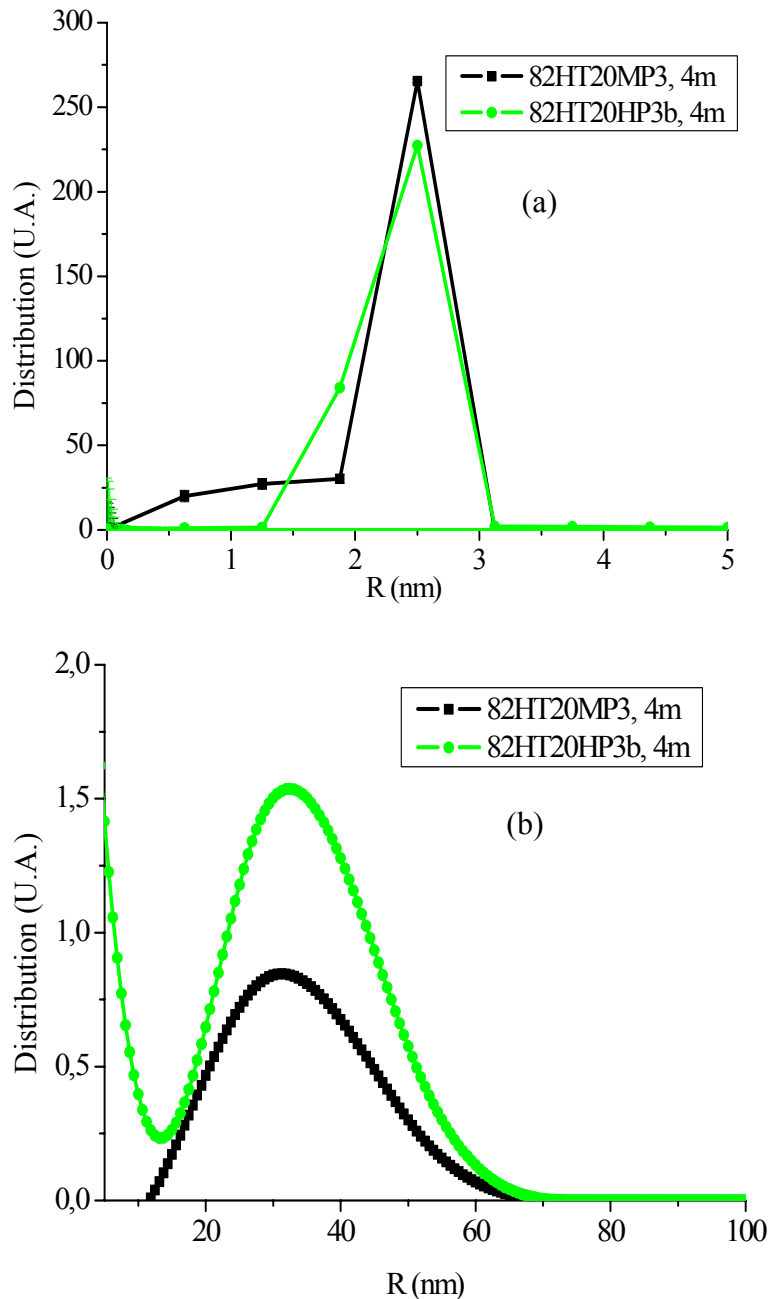 300
250
200
150
100
50
0
Distribution (U.A.)
82HT20MP3, 4m
82HT20HP3b, 4m
(a)
0 1 2 3 4 5
R (nm)
2,0
1,5
1,0
0,5
0,0
Distribution (U.A.)
82HT20MP3, 4m
82HT20HP3b, 4m
(b)
20 40 60 80 100
R (nm)